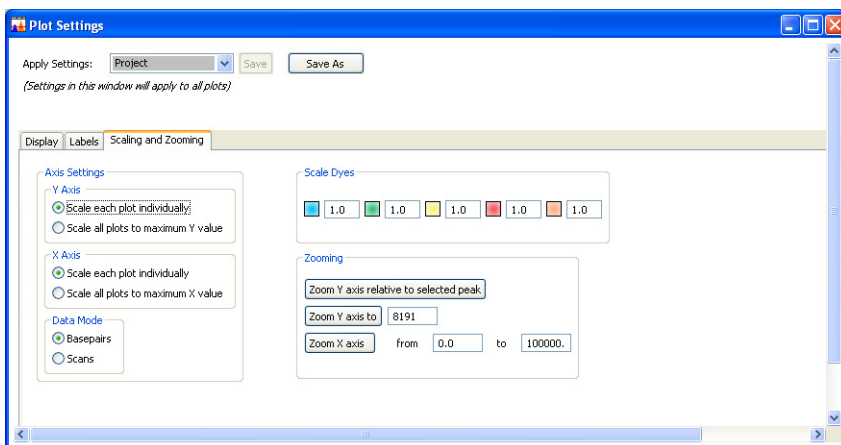 Plot Settings
Apply Settings: Project Save Save As
(Settings in this window will apply to all plots)
Display Labels Scaling and Zooming
Axis Settings
Y Axis
Scale each plot individually
Scale all plots to maximum Y value
X Axis
Scale each plot individually
Scale all plots to maximum X value
Data Mode
Basepairs
Scans
Scale Dyes
1.0 1.0 1.0 1.0 1.0
Zooming
Zoom Y axis relative to selected peak
Zoom Y axis to 8191
Zoom X axis from 0.0 to 100000.